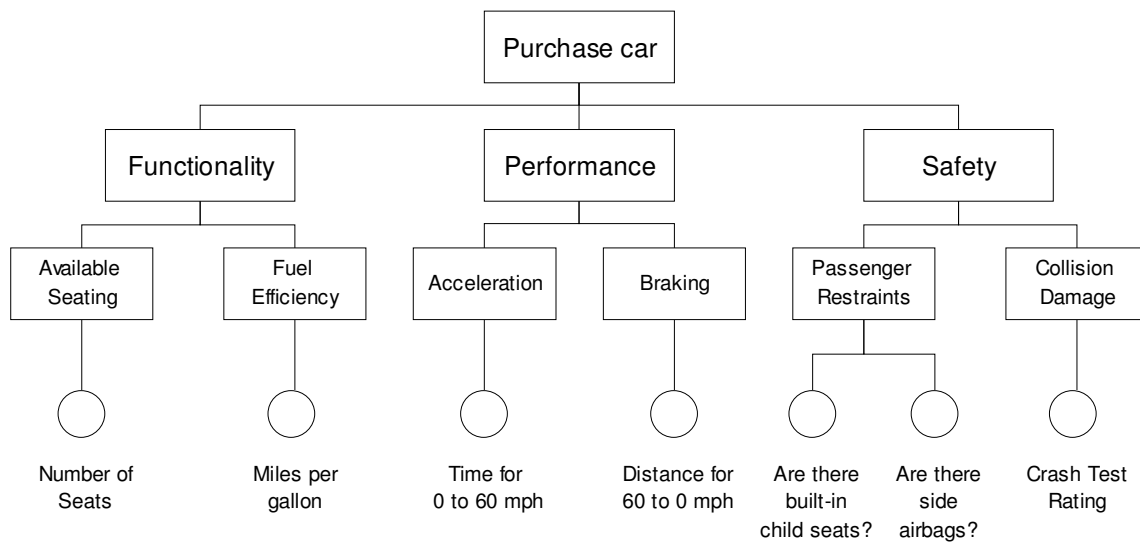 Purchase car
Functionality
Performance
Safety
Available
Seating
Fuel
Efficiency
Acceleration
Braking
Passenger
Restraints
Collision
Damage
Number of
Seats
Miles per
gallon
Time for
0 to 60 mph
Distance for
60 to 0 mph
Are there
built-in
child seats?
Are there
side
airbags?
Crash Test
Rating